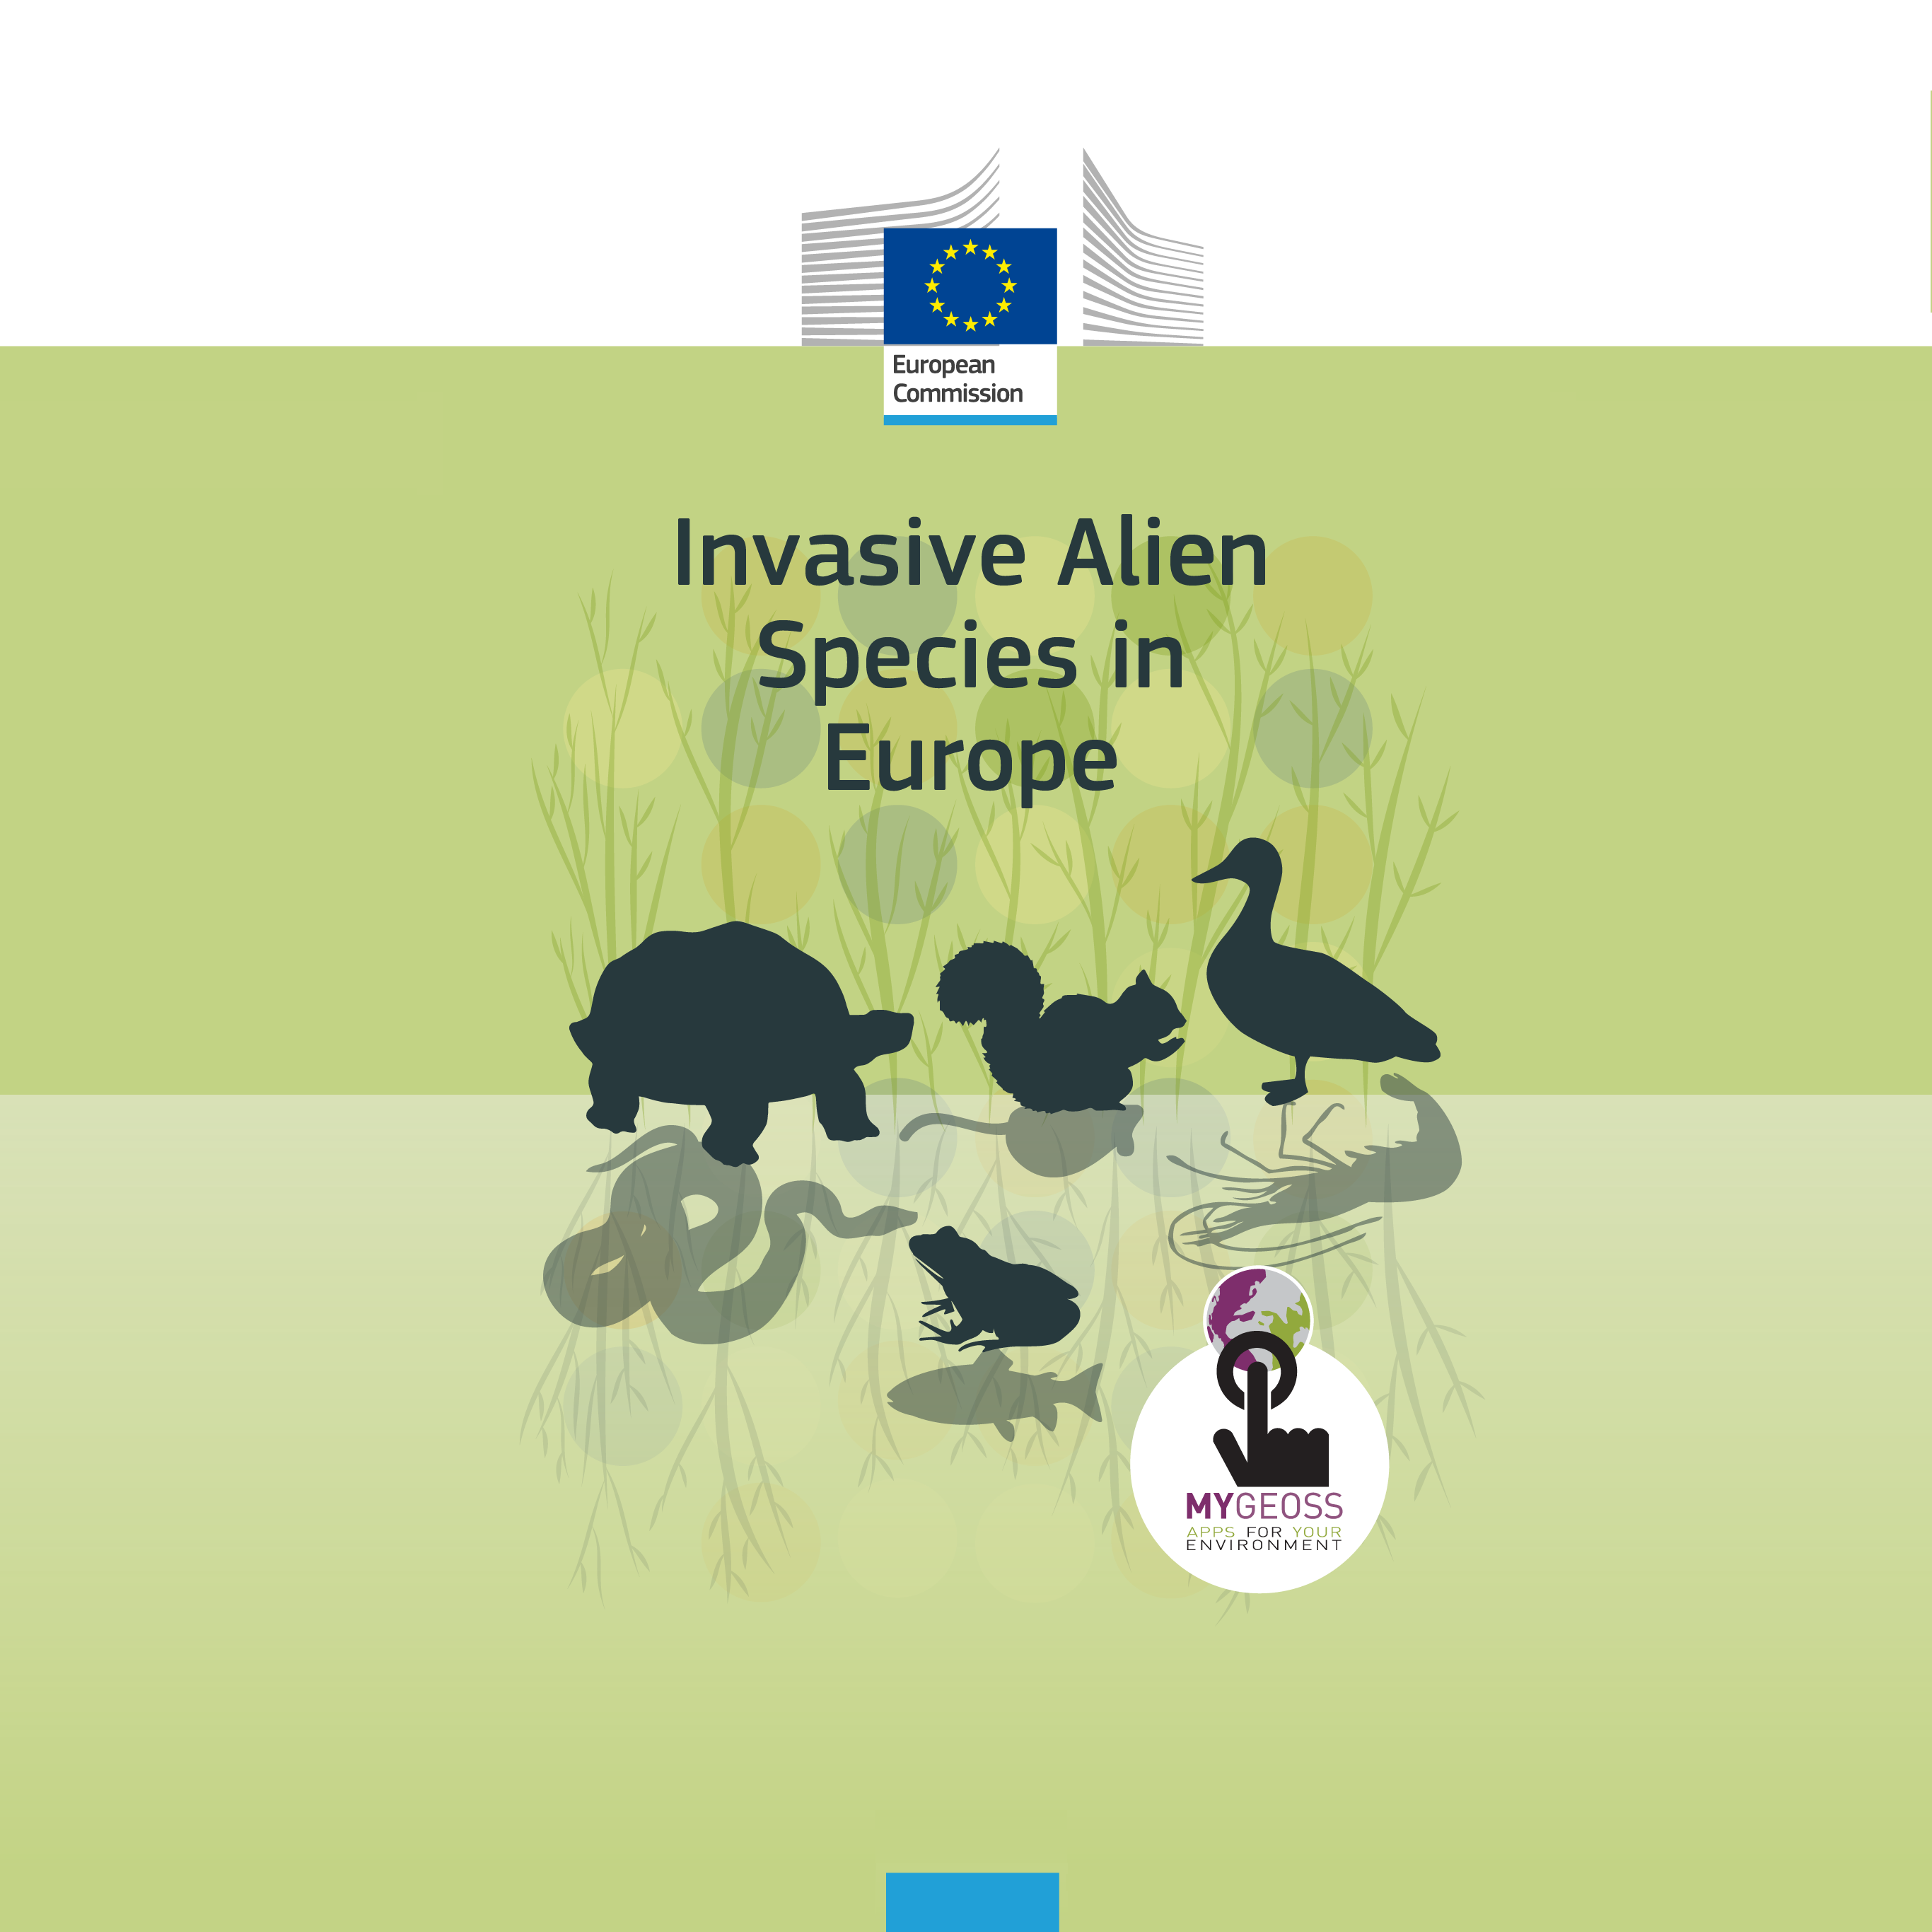 European
Commission
Invasive Alien
Species in
Europe
MYGEOSS
APPS FOR YOUR
ENVIRONMENT